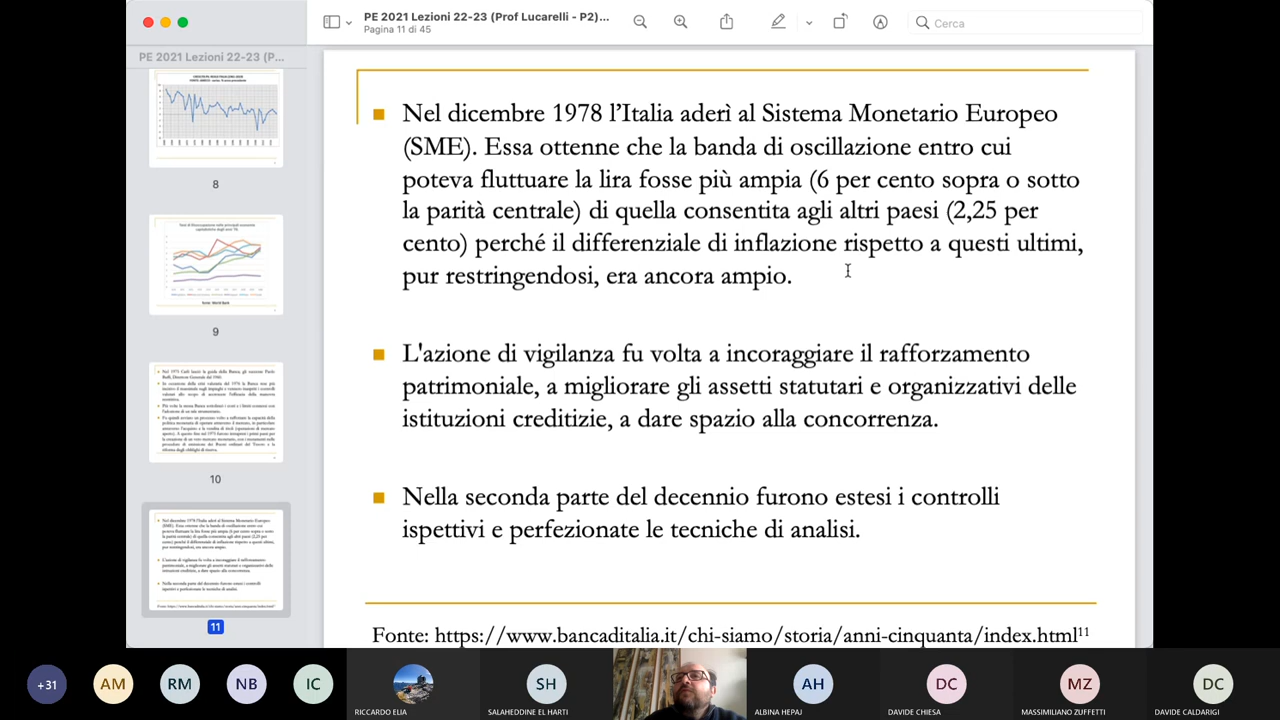 PE 2021 Lezioni 22-23 (Prof Lucarelli - P2)...
Pagina 11 di 45
Cerca
PE 2021 Lezioni 22-23 (P...
8
9
10
11
Nel dicembre 1978 l’Italia aderì al Sistema Monetario Europeo
(SME). Essa ottenne che la banda di oscillazione entro cui
poteva fluttuare la lira fosse più ampia (6 per cento sopra o sotto
la parità centrale) di quella consentita agli altri paesi (2,25 per
cento) perché il differenziale di inflazione rispetto a questi ultimi,
pur restringendosi, era ancora ampio.
L'azione di vigilanza fu volta a incoraggiare il rafforzamento
patrimoniale, a migliorare gli assetti statutari e organizzativi delle
istituzioni creditizie, a dare spazio alla concorrenza.
Nella seconda parte del decennio furono estesi i controlli
ispettivi e perfezionate le tecniche di analisi.
Fonte: https://www.bancaditalia.it/chi-siamo/storia/anni-cinquanta/index.html11
+31
AM
RM
NB
IC
RICCARDO ELIA
SH
SALAHEDDINE EL HARTI
AH
ALBINA HEPAJ
DC
DAVIDE CHIESA
MZ
MASSIMILIANO ZUFFETTI
DC
DAVIDE CALDARIGI